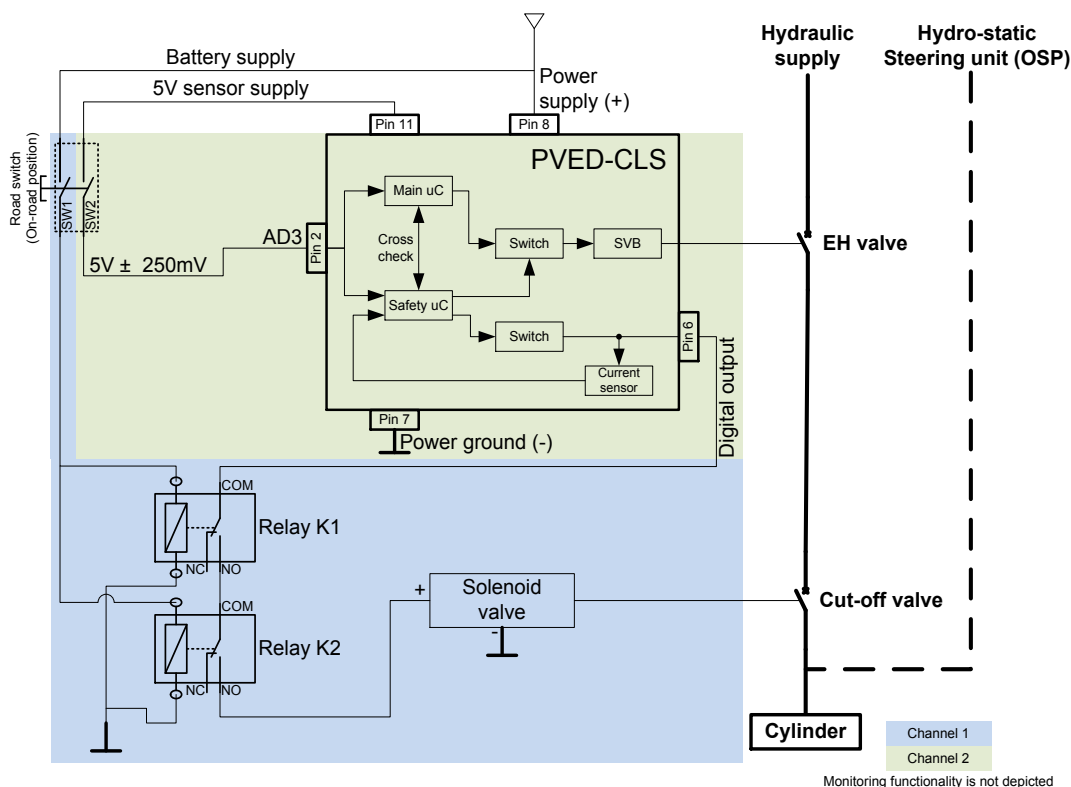 Hydraulic
supply
Hydro-static
Steering unit (OSP)
Battery supply
5V sensor supply
Power
supply (+)
Pin 11
Pin 8
PVED-CLS
Road switch
(On-road position)
SW1
SW2
Main uC
AD3
Pin 2
Cross
check
Switch
SVB
EH valve
5V ± 250mV
Safety uC
Switch
Pin 6
Current
sensor
Digital output
Pin 7
Power ground (-)
COM
Relay K1
NC
NO
COM
Relay K2
NC
NO
+
Solenoid
valve
-
Cut-off valve
Cylinder
Channel 1
Channel 2
Monitoring functionality is not depicted